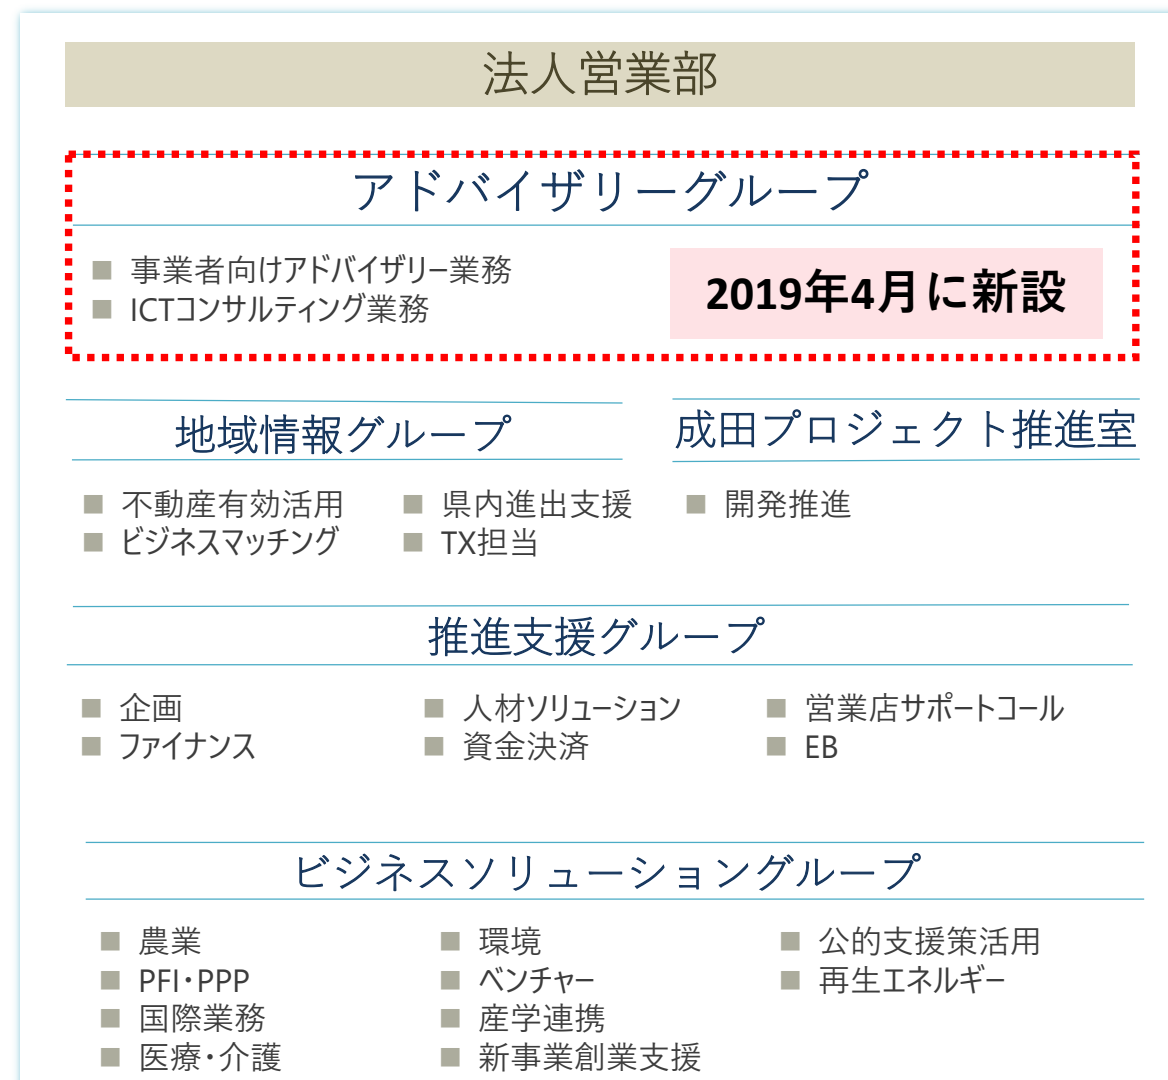 法人営業部
アドバイザリーグループ
■ 事業者向けアドバイザリー業務
■ ICTコンサルティング業務
2019年4月に新設
地域情報グループ
■ 不動産有効活用
■ ビジネスマッチング
■ 県内進出支援
■ TX担当
成田プロジェクト推進室
■ 開発推進
推進支援グループ
■ 企画
■ ファイナンス
■ 人材ソリューション
■ 資金決済
■ 営業店サポートコール
■ EB
ビジネスソリューショングループ
■ 農業
■ PFI・PPP
■ 国際業務
■ 医療・介護
■ 環境
■ ベンチャー
■ 産学連携
■ 新事業創業支援
■ 公的支援策活用
■ 再生エネルギー